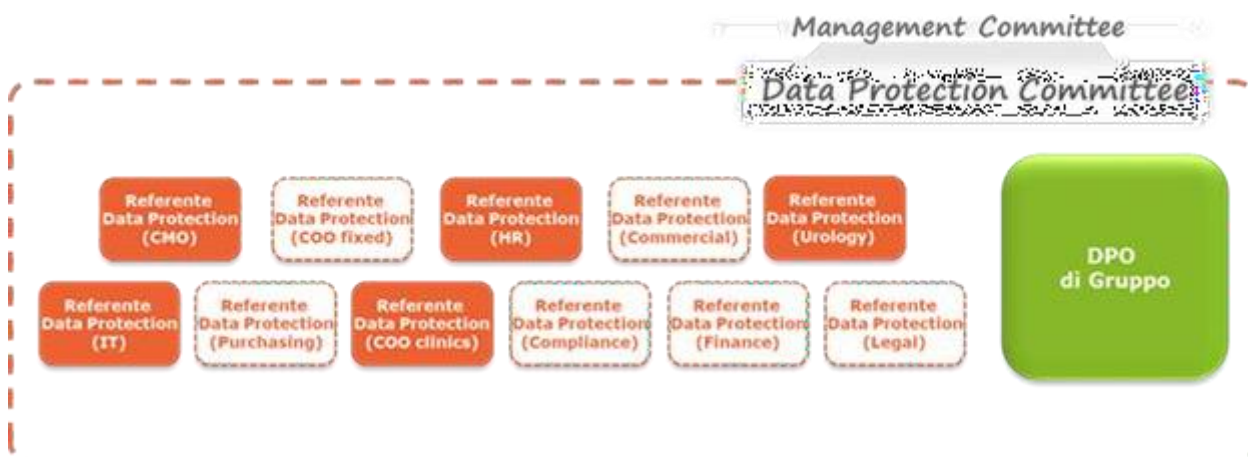 Management Committee
Data Protection Committee
Referente
Data Protection
(CMO)
Referente
Data Protection
(COO fixed)
Referente
Data Protection
(HR)
Referente
Data Protection
(Commercial)
Referente
Data Protection
(Urology)
DPO
di Gruppo
Referente
Data Protection
(IT)
Referente
Data Protection
(Purchasing)
Referente
Data Protection
(COO clinics)
Referente
Data Protection
(Compliance)
Referente
Data Protection
(Finance)
Referente
Data Protection
(Legal)